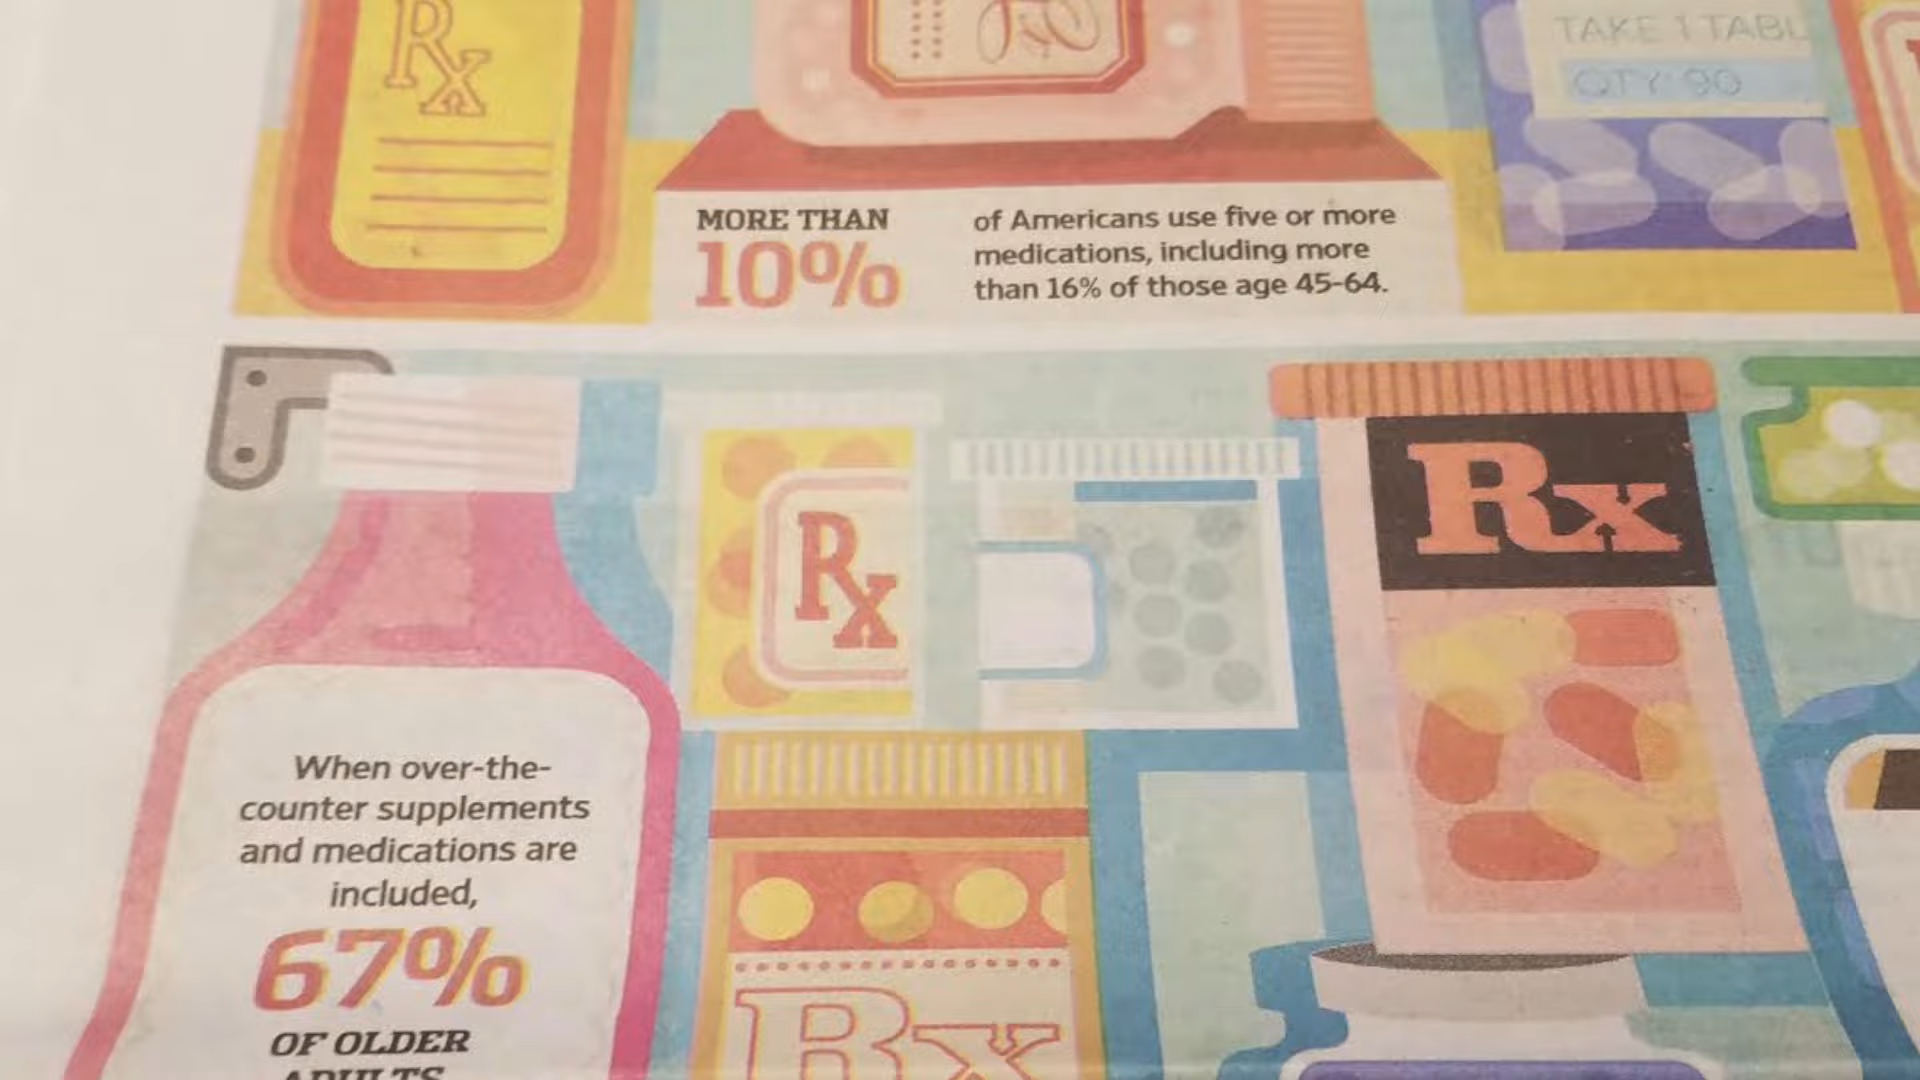 Rx
TAKE 1 TABL
QTY 90
MORE THAN
10%
of Americans use five or more
medications, including more
than 16% of those age 45-64.
Rx
Rx
When over-the-
counter supplements
and medications are
included,
67%
OF OLDER
ADULTS
Rx